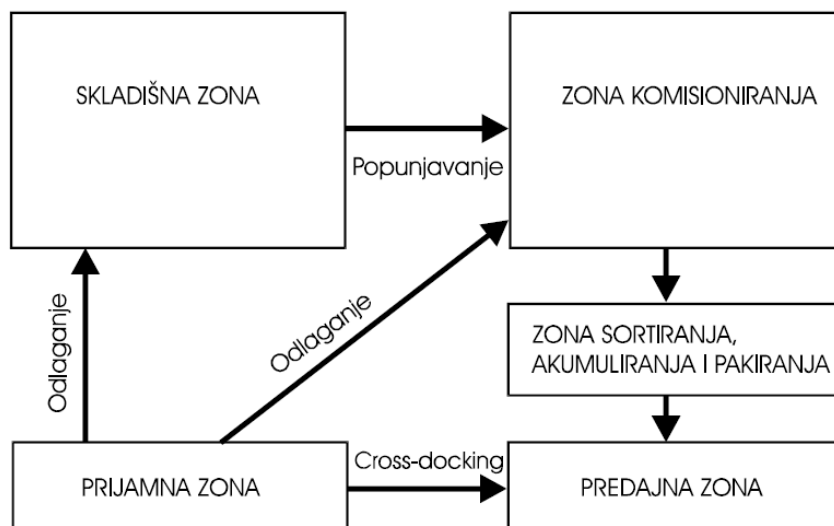 SKLADIŠNA ZONA
ZONA KOMISIONIRANJA
Popunjavanje
Odlaganje
Odlaganje
ZONA SORTIRANJA,
AKUMULIRANJA I PAKIRANJA
Cross-docking
PRIJAMNA ZONA
PREDAJNA ZONA